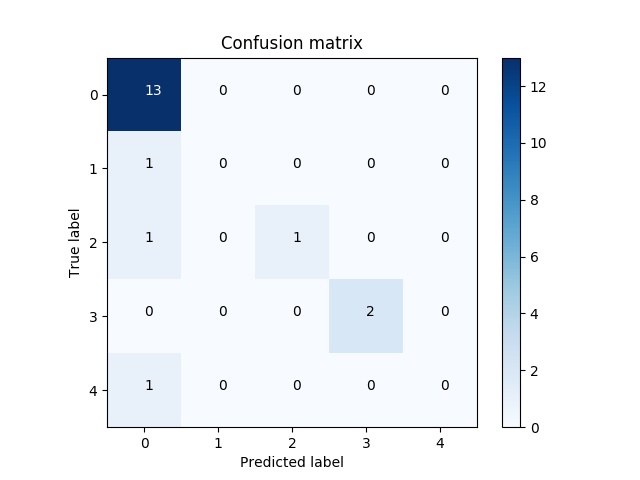 Confusion matrix
0 13 0 0 0 0
1 1 0 0 0 0
2 1 0 1 0 0
3 0 0 0 2 0
4 1 0 0 0 0
0 1 2 3 4
True label
Predicted label
12
10
8
6
4
2
0